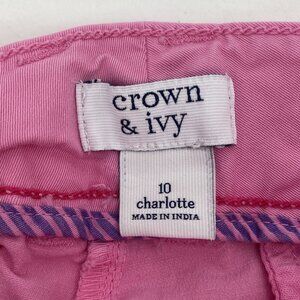 crown
& ivy
10
charlotte
MADE IN INDIA